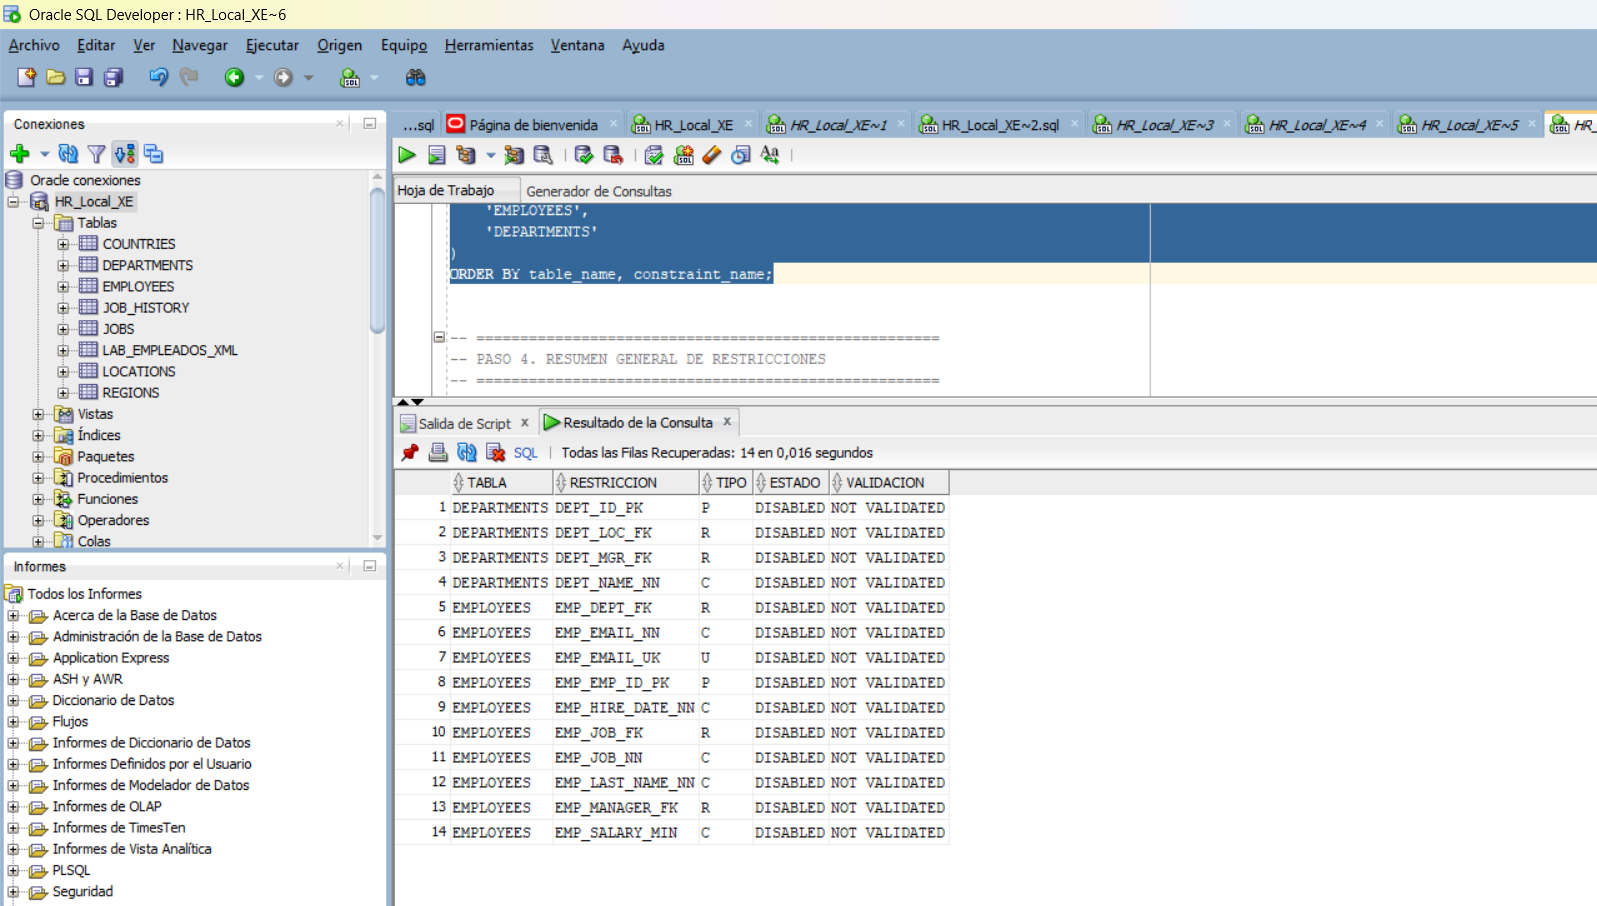 Oracle SQL Developer : HR_Local_XE~6
Archivo Editar Ver Navegar Ejecutar Origen Equipo Herramientas Ventana Ayuda
Conexiones
...sql Página de bienvenida HR_Local_XE HR_Local_XE~1 HR_Local_XE~2.sql HR_Local_XE~3 HR_Local_XE~4 HR_Local_XE~5 HR_
Oracle conexiones
HR_Local_XE
Tablas
COUNTRIES
DEPARTMENTS
EMPLOYEES
JOB_HISTORY
JOBS
LAB_EMPLEADOS_XML
LOCATIONS
REGIONS
Vistas
Índices
Paquetes
Procedimientos
Funciones
Operadores
Colas
Informes
Todos los Informes
Acerca de la Base de Datos
Administración de la Base de Datos
Application Express
ASH y AWR
Diccionario de Datos
Flujos
Informes de Diccionario de Datos
Informes Definidos por el Usuario
Informes de Modelador de Datos
Informes de OLAP
Informes de TimesTen
Informes de Vista Analítica
PLSQL
Seguridad
Hoja de Trabajo Generador de Consultas
'EMPLOYEES',
'DEPARTMENTS'
)
ORDER BY table_name, constraint_name;
-- =====================================================
-- PASO 4. RESUMEN GENERAL DE RESTRICCIONES
-- =====================================================
Salida de Script x Resultado de la Consulta x
SQL | Todas las Filas Recuperadas: 14 en 0,016 segundos
TABLA RESTRICCION TIPO ESTADO VALIDACION
1 DEPARTMENTS DEPT_ID_PK P DISABLED NOT VALIDATED
2 DEPARTMENTS DEPT_LOC_FK R DISABLED NOT VALIDATED
3 DEPARTMENTS DEPT_MGR_FK R DISABLED NOT VALIDATED
4 DEPARTMENTS DEPT_NAME_NN C DISABLED NOT VALIDATED
5 EMPLOYEES EMP_DEPT_FK R DISABLED NOT VALIDATED
6 EMPLOYEES EMP_EMAIL_NN C DISABLED NOT VALIDATED
7 EMPLOYEES EMP_EMAIL_UK U DISABLED NOT VALIDATED
8 EMPLOYEES EMP_EMP_ID_PK P DISABLED NOT VALIDATED
9 EMPLOYEES EMP_HIRE_DATE_NN C DISABLED NOT VALIDATED
10 EMPLOYEES EMP_JOB_FK R DISABLED NOT VALIDATED
11 EMPLOYEES EMP_JOB_NN C DISABLED NOT VALIDATED
12 EMPLOYEES EMP_LAST_NAME_NN C DISABLED NOT VALIDATED
13 EMPLOYEES EMP_MANAGER_FK R DISABLED NOT VALIDATED
14 EMPLOYEES EMP_SALARY_MIN C DISABLED NOT VALIDATED